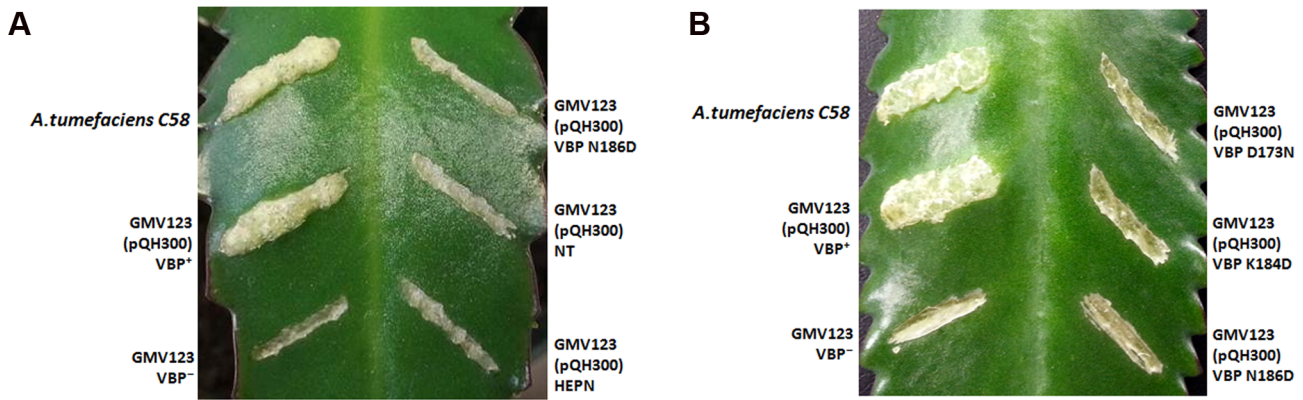 A
A.tumefaciens C58
GMV123
(pQH300)
VBP⁺
GMV123
VBP⁻
GMV123
(pQH300)
VBP N186D
GMV123
(pQH300)
NT
GMV123
(pQH300)
HEPN
B
A.tumefaciens C58
GMV123
(pQH300)
VBP⁺
GMV123
VBP⁻
GMV123
(pQH300)
VBP D173N
GMV123
(pQH300)
VBP K184D
GMV123
(pQH300)
VBP N186D